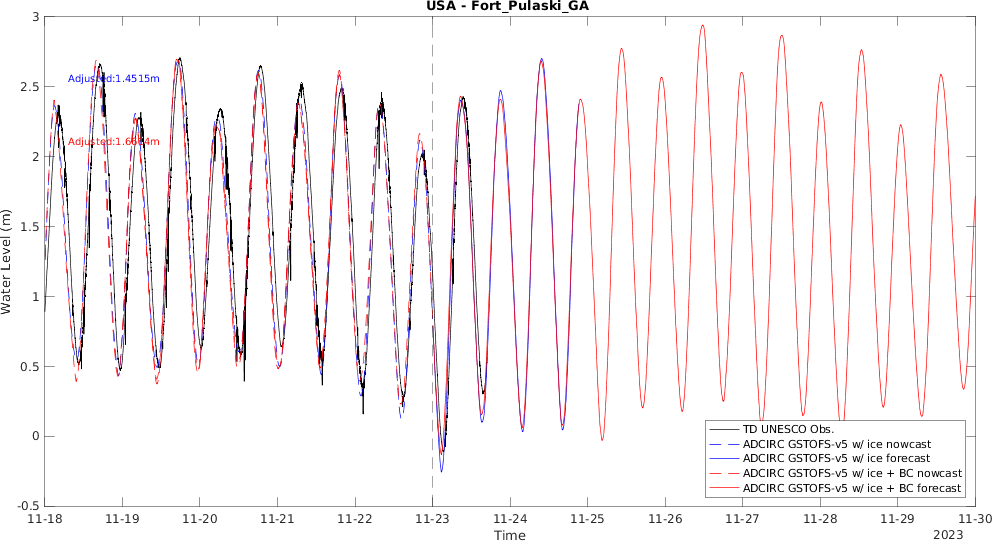 USA - Fort_Pulaski_GA
3
2.5
2
1.5
1
0.5
0
-0.5
Water Level (m)
Adjusted:1.4515m
TD UNESCO Obs.
ADCIRC GSTOFS-v5 w/ ice nowcast
ADCIRC GSTOFS-v5 w/ ice forecast
ADCIRC GSTOFS-v5 w/ ice + BC nowcast
ADCIRC GSTOFS-v5 w/ ice + BC forecast
11-18 11-19 11-20 11-21 11-22 11-23 11-24 11-25 11-26 11-27 11-28 11-29 11-30
Time
2023